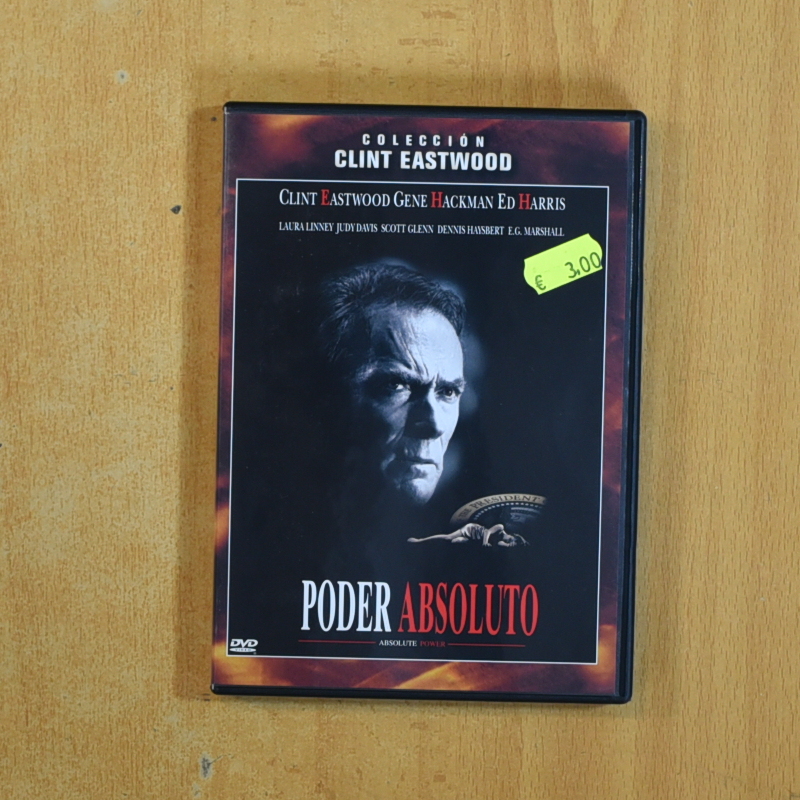 COLECCIÓN
CLINT EASTWOOD
CLINT EASTWOOD GENE HACKMAN ED HARRIS
LAURA LINNEY JUDY DAVIS SCOTT GLENN DENNIS HAYSBERT E.G. MARSHALL
€ 3,00
PRESIDENT
PODER ABSOLUTO
ABSOLUTE POWER
DVD
VIDEO